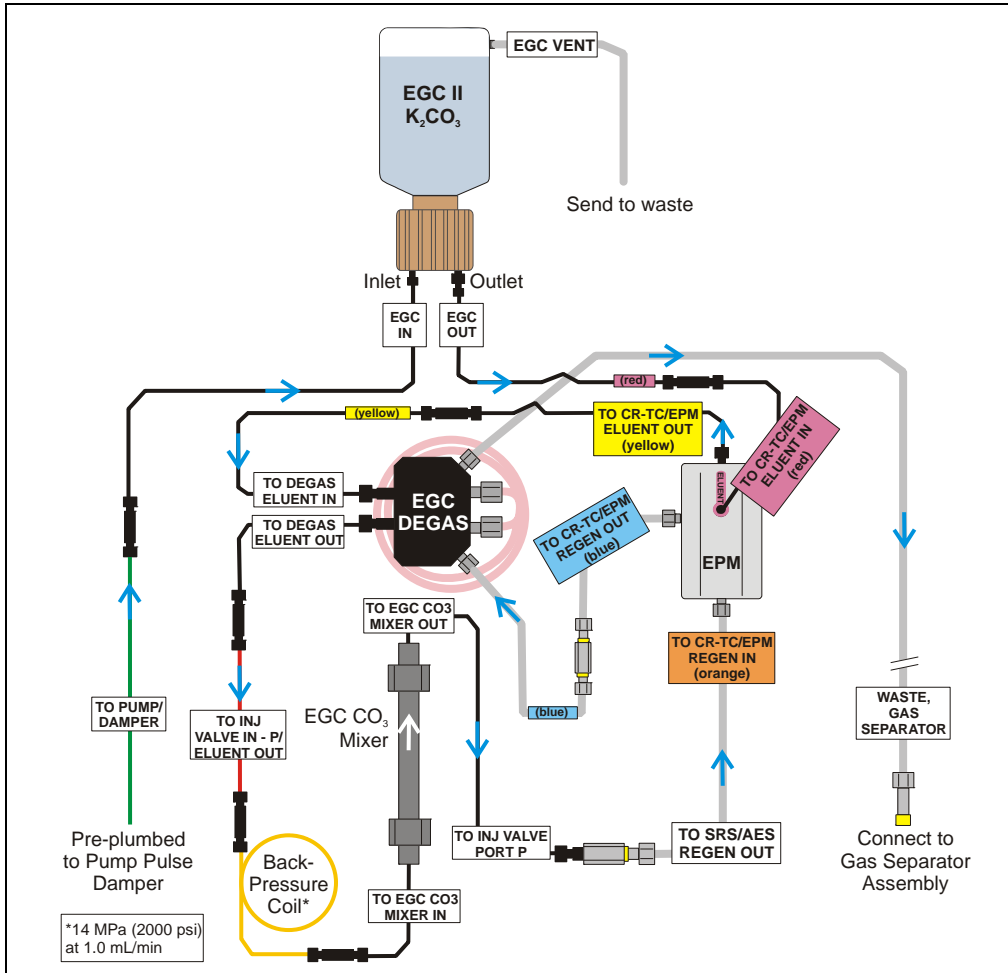 EGC VENT
EGC II
K₂CO₃
Send to waste
Inlet
Outlet
EGC
IN
EGC
OUT
(red)
(yellow)
TO CR-TC/EPM
ELUENT OUT
(yellow)
TO CR-TC/EPM
ELUENT IN
(red)
TO DEGAS
ELUENT IN
TO DEGAS
ELUENT OUT
EGC
DEGAS
TO CR-TC/EPM
REGEN OUT
(blue)
ELUENT
EPM
TO EGC CO3
MIXER OUT
TO CR-TC/EPM
REGEN IN
(orange)
TO PUMP/
DAMPER
TO INJ
VALVE IN - P/
ELUENT OUT
EGC CO₃
Mixer
(blue)
WASTE,
GAS
SEPARATOR
Pre-plumbed
to Pump Pulse
Damper
Back-
Pressure
Coil*
TO INJ VALVE
PORT P
TO SRS/AES
REGEN OUT
Connect to
Gas Separator
Assembly
TO EGC CO3
MIXER IN
*14 MPa (2000 psi)
at 1.0 mL/min